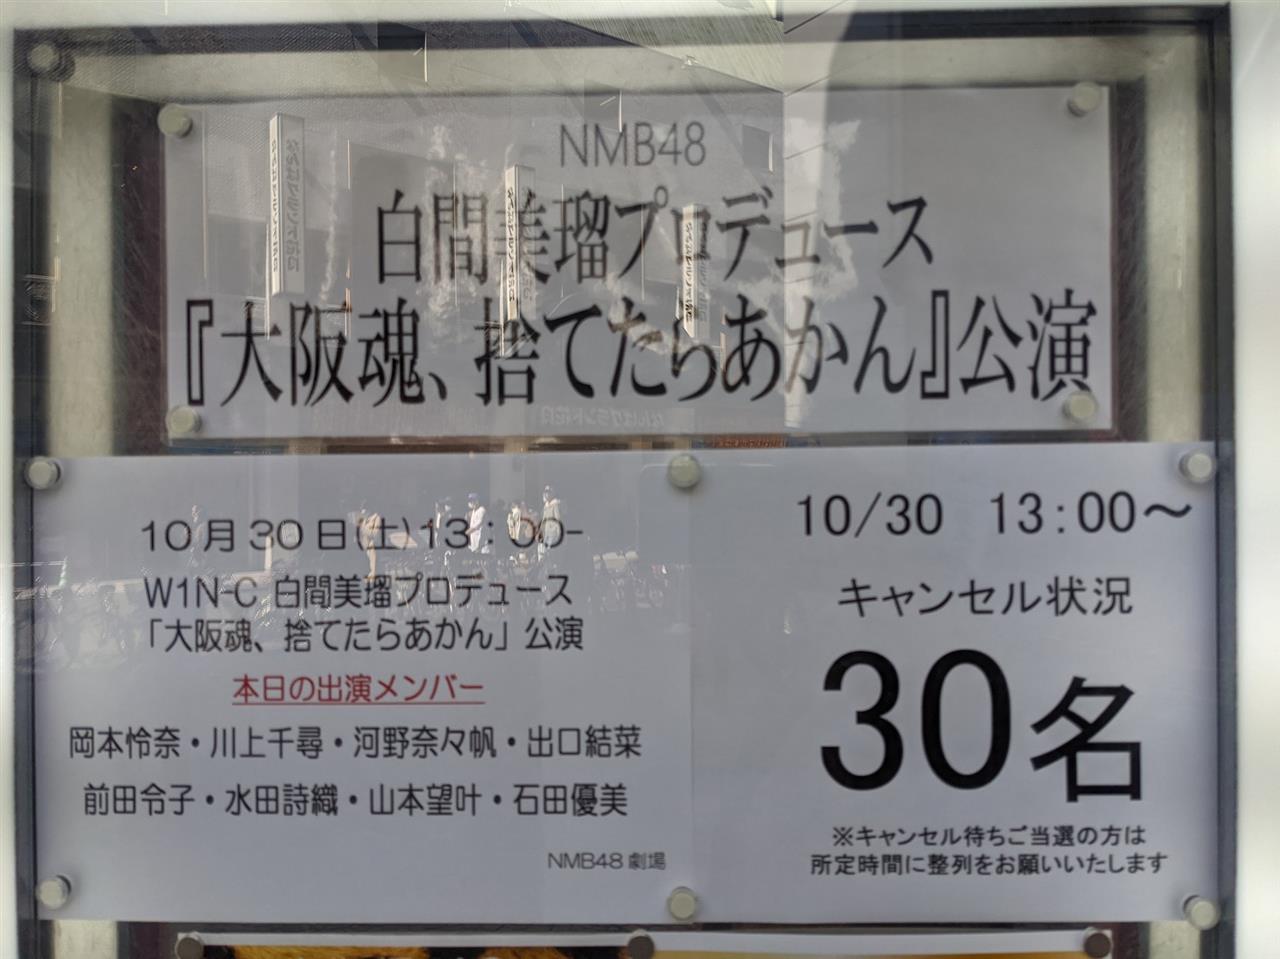 NMB48
白間美瑠プロデュース
『大阪魂、捨てたらあかん』公演
10月30日(土)13:00-
W1N-C 白間美瑠プロデュース
「大阪魂、捨てたらあかん」公演
本日の出演メンバー
岡本怜奈・川上千尋・河野奈々帆・出口結菜
前田令子・水田詩織・山本望叶・石田優美
NMB48劇場
10/30 13:00～
キャンセル状況
30名
※キャンセル待ちご当選の方は
所定時間に整列をお願いいたします